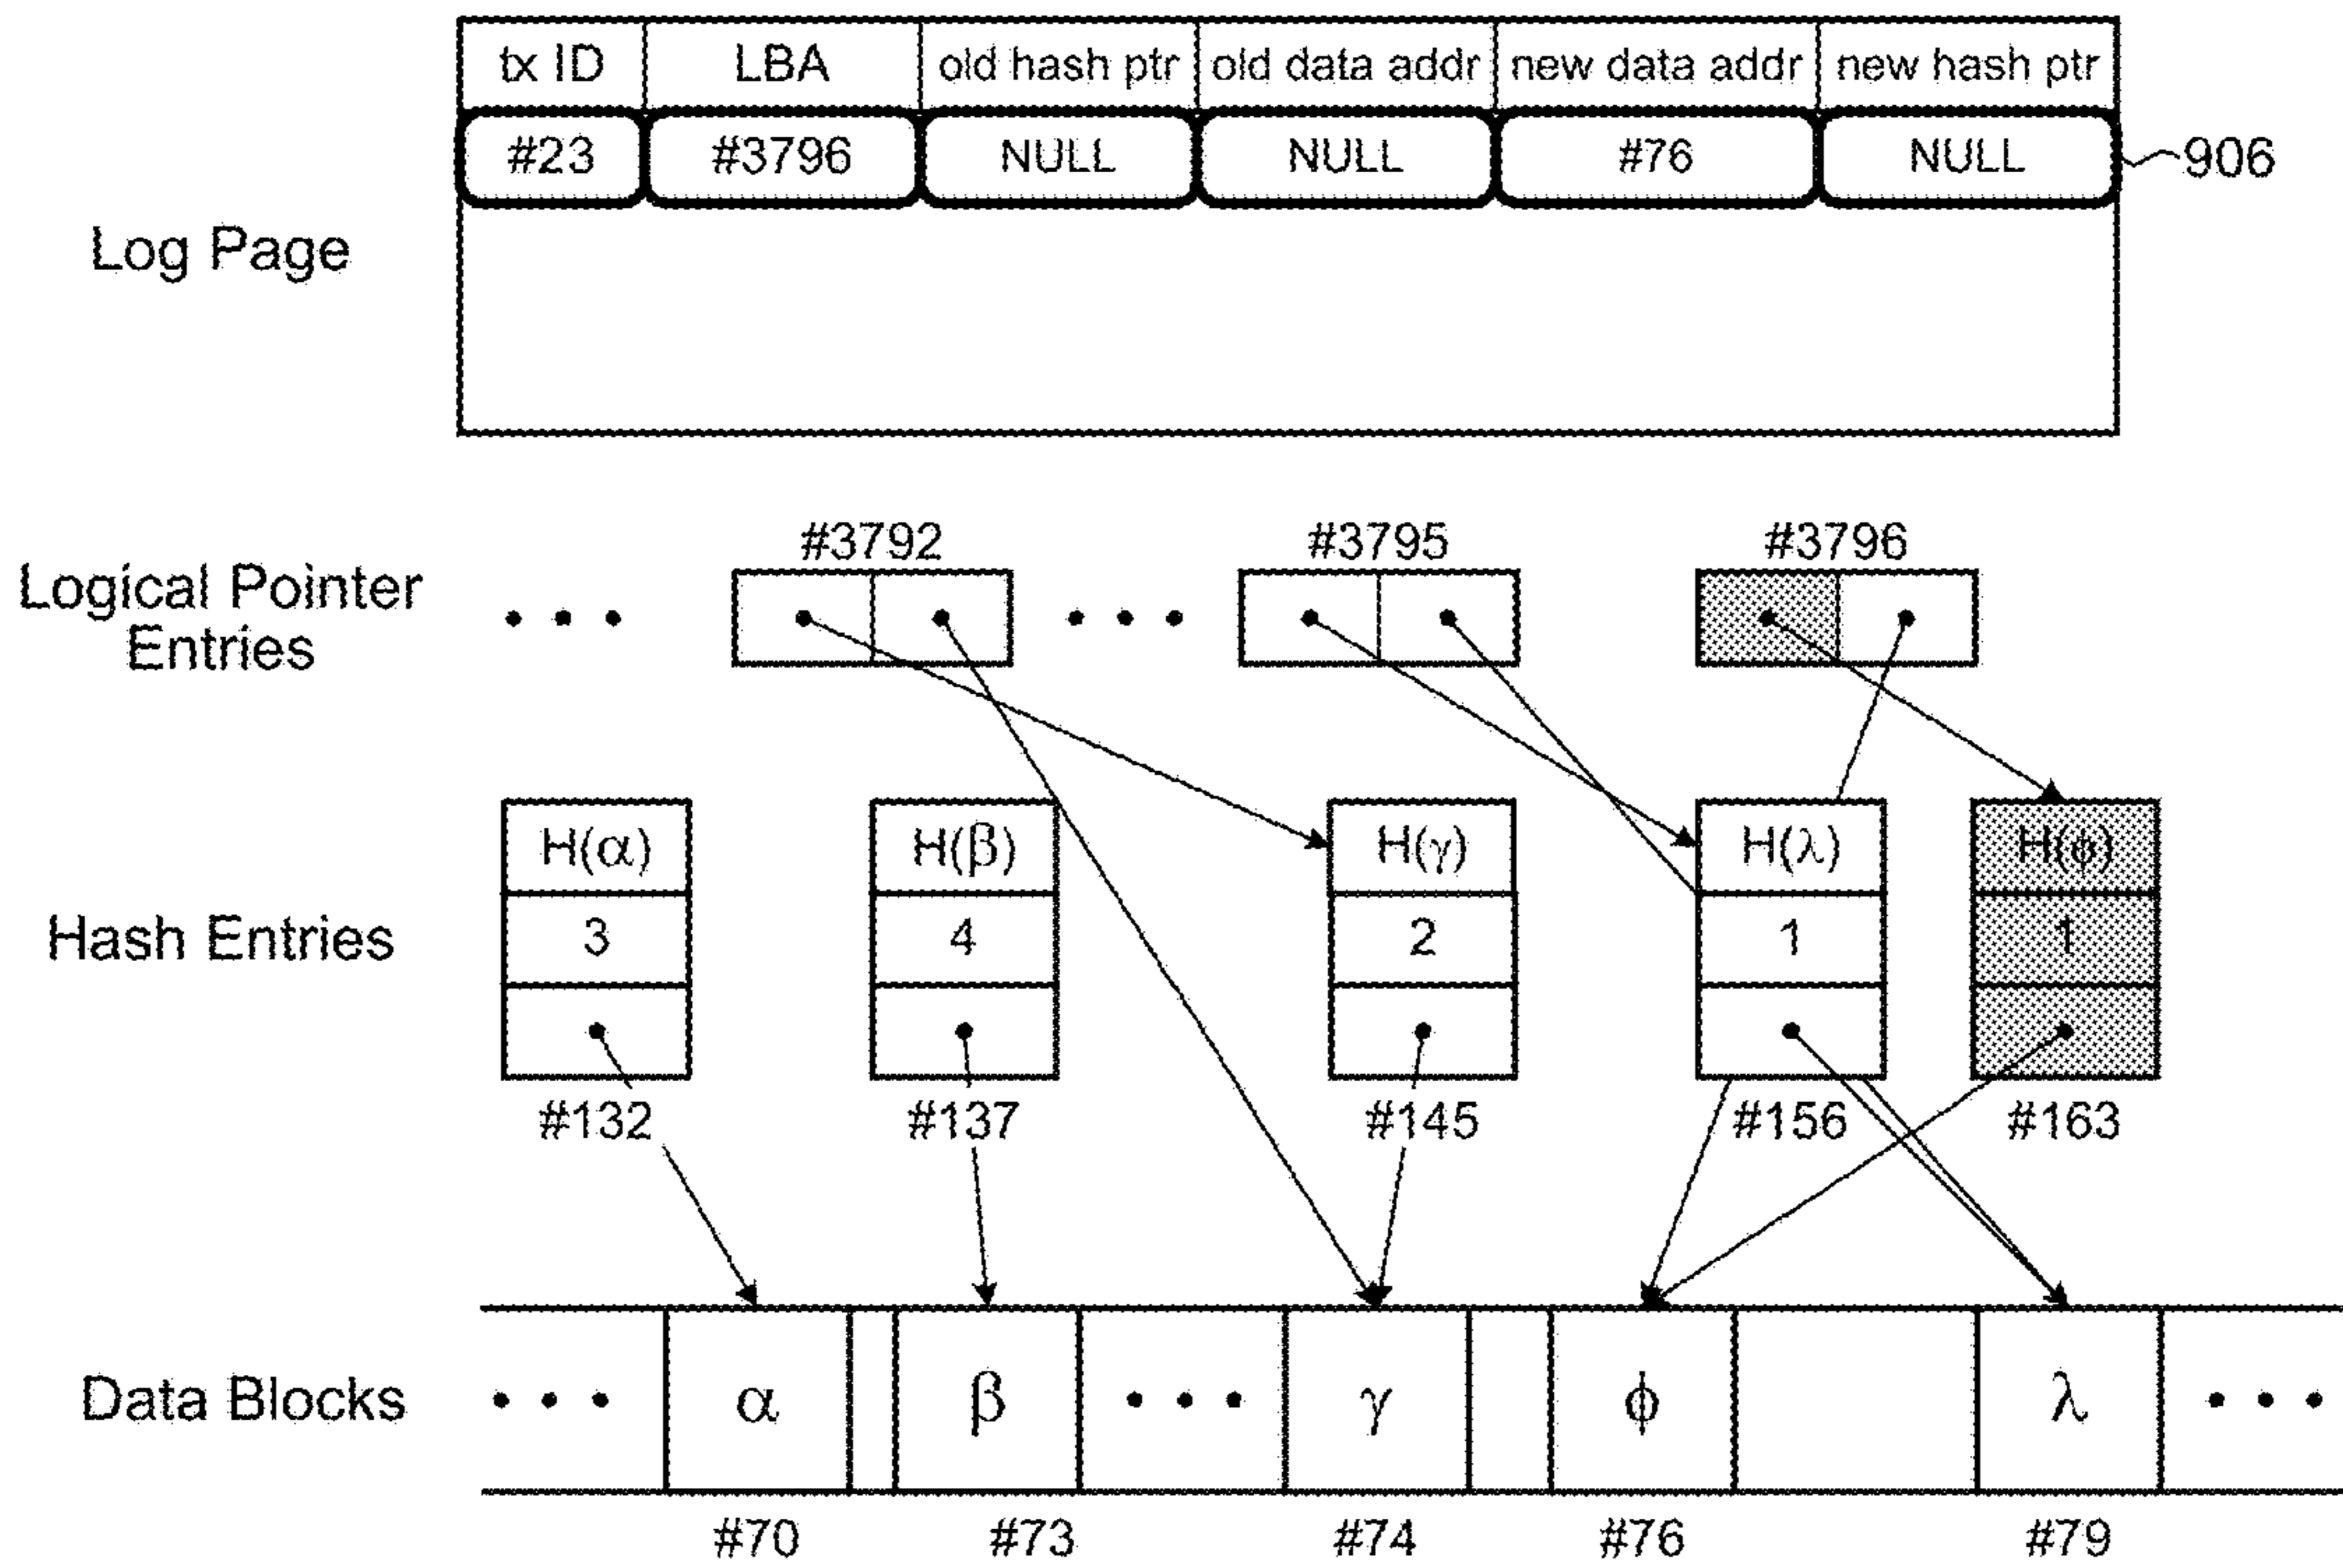 tx ID LBA old hash ptr old data addr new data addr new hash ptr
#23 #3796 NULL NULL #76 NULL 906
Log Page
#3792 #3795 #3796
Logical Pointer
Entries
H(α) H(β) H(γ) H(λ) H(ϕ)
Hash Entries 3 4 2 1 1
#132 #137 #145 #156 #163
Data Blocks α β γ ϕ λ
#70 #73 #74 #76 #79